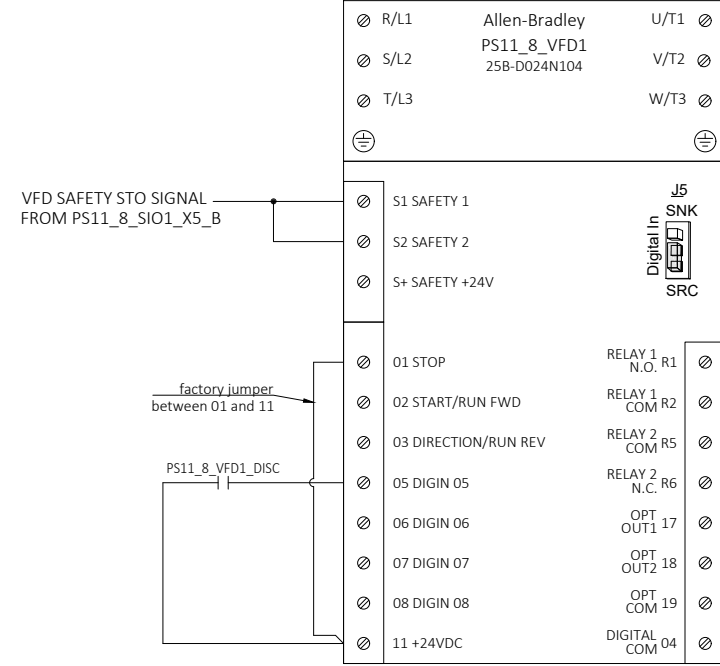 R/L1
Allen-Bradley
U/T1
PS11_8_VFD1
S/L2
25B-D024N104
V/T2
T/L3
W/T3
VFD SAFETY STO SIGNAL
FROM PS11_8_SIO1_X5_B
S1 SAFETY 1
S2 SAFETY 2
S+ SAFETY +24V
J5
SNK
Digital In
SRC
factory jumper
between 01 and 11
PS11_8_VFD1_DISC
01 STOP
02 START/RUN FWD
03 DIRECTION/RUN REV
05 DIGIN 05
06 DIGIN 06
07 DIGIN 07
08 DIGIN 08
11 +24VDC
RELAY 1
N.O. R1
RELAY 1
COM R2
RELAY 2
COM R5
RELAY 2
N.C. R6
OPT
OUT1 17
OPT
OUT2 18
OPT
COM 19
DIGITAL
COM 04